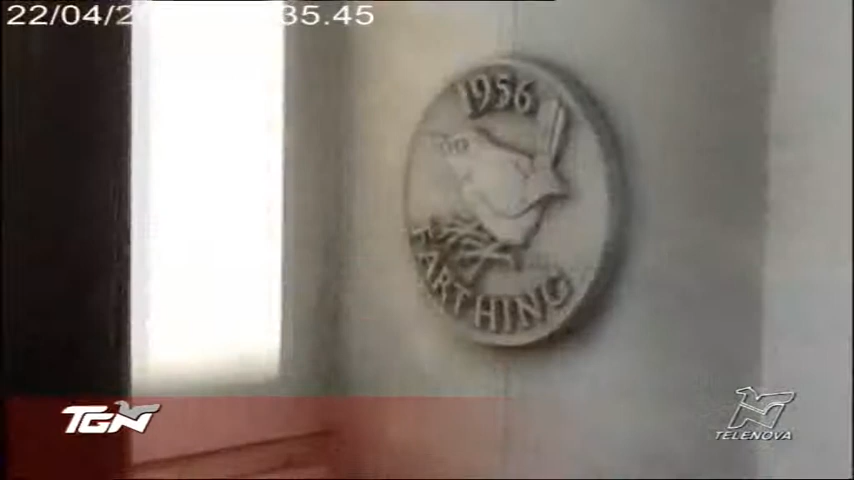 22/04/2 35.45
1956
FARTHING
TGN
TELENOVA